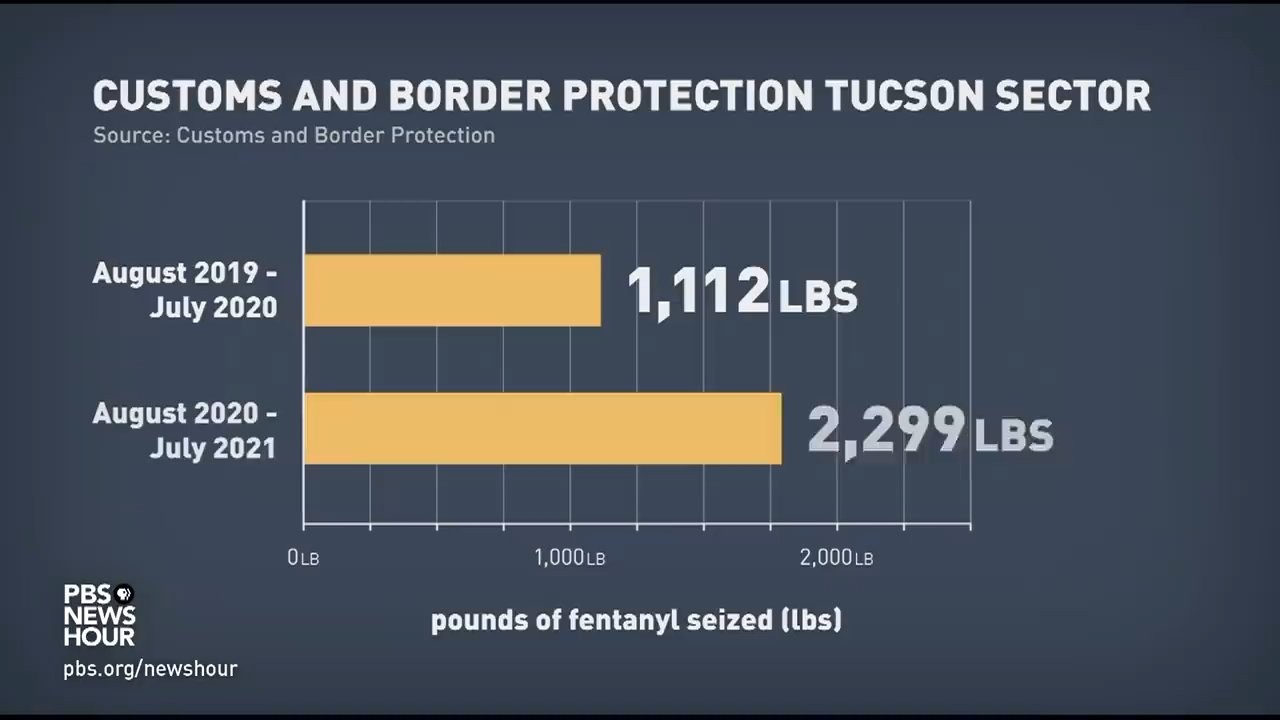 CUSTOMS AND BORDER PROTECTION TUCSON SECTOR
Source: Customs and Border Protection
August 2019 -
July 2020
1,112 LBS
August 2020 -
July 2021
2,299 LBS
0LB 1,000LB 2,000LB
pounds of fentanyl seized (lbs)
PBS
NEWS
HOUR
pbs.org/newshour